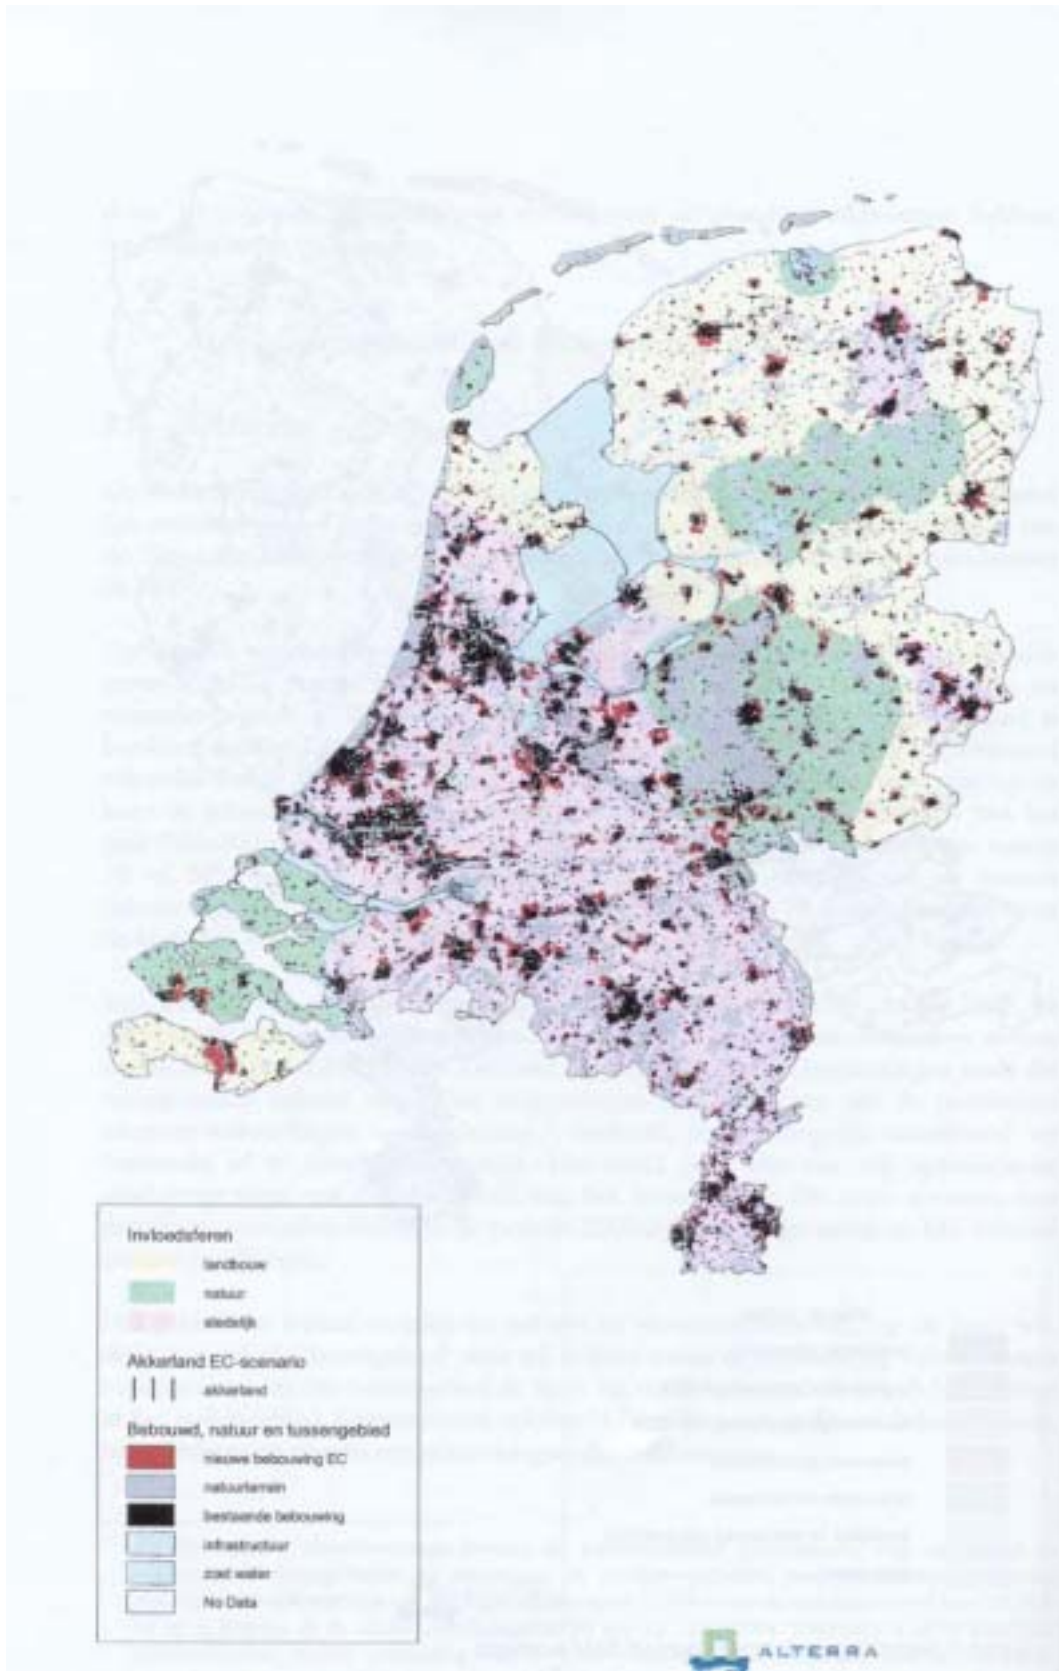 Invloedsferen
landbouw
natuur
stedelijk
Akkerland EC-scenario
akkerland
Bebouwd, natuur en tussengebied
nieuwe bebouwing EC
natuurterrein
bestaande bebouwing
infrastructuur
zoet water
No Data
ALTERRA